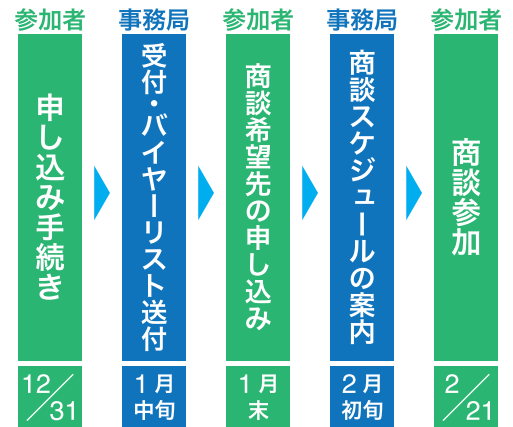 参加者
申し込み手続き
12/31
事務局
受付・バイヤーリスト送付
1月
中旬
参加者
商談希望先の申し込み
1月
末
事務局
商談スケジュールの案内
2月
初旬
参加者
商談参加
2/21